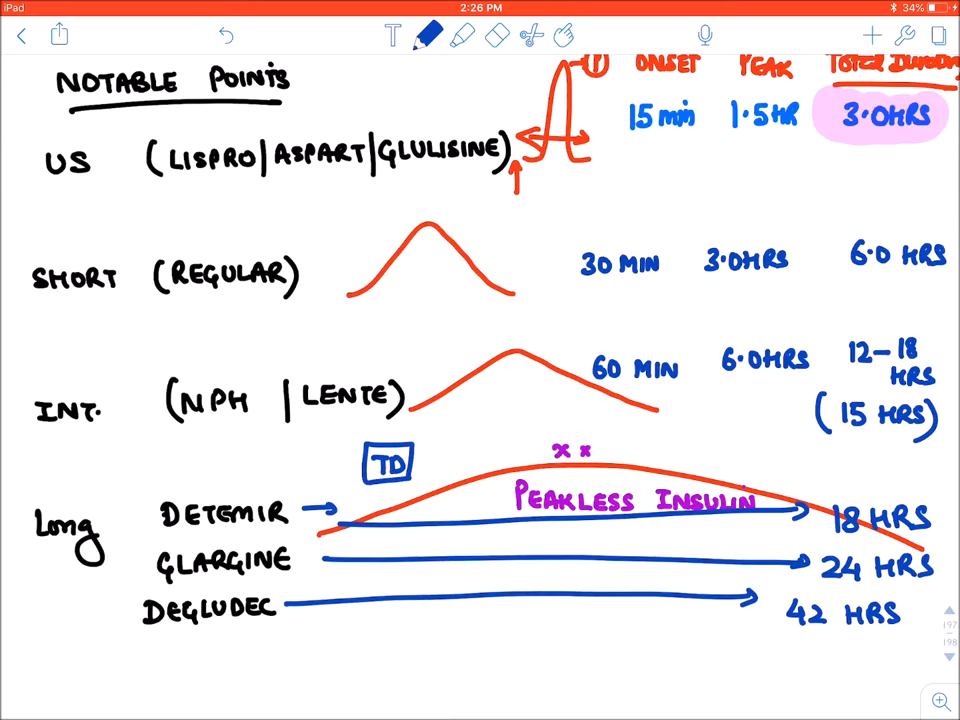 iPad
2:26 PM
34%
T
NOTABLE POINTS
P ONSET PEAK TOTAL
15 min 1.5 HR 3.0 HRS
US (LISPRO|ASPART|GLULISINE)
SHORT (REGULAR) 30 MIN 3.0 HRS 6.0 HRS
INT. (NPH | LENTE) 60 MIN 6.0 HRS 12-18 HRS
(15 HRS)
TD x x
PEAKLESS INSULIN
Long DETEMIR → 18 HRS
GLARGINE → 24 HRS
DEGLUDEC → 42 HRS
197
198